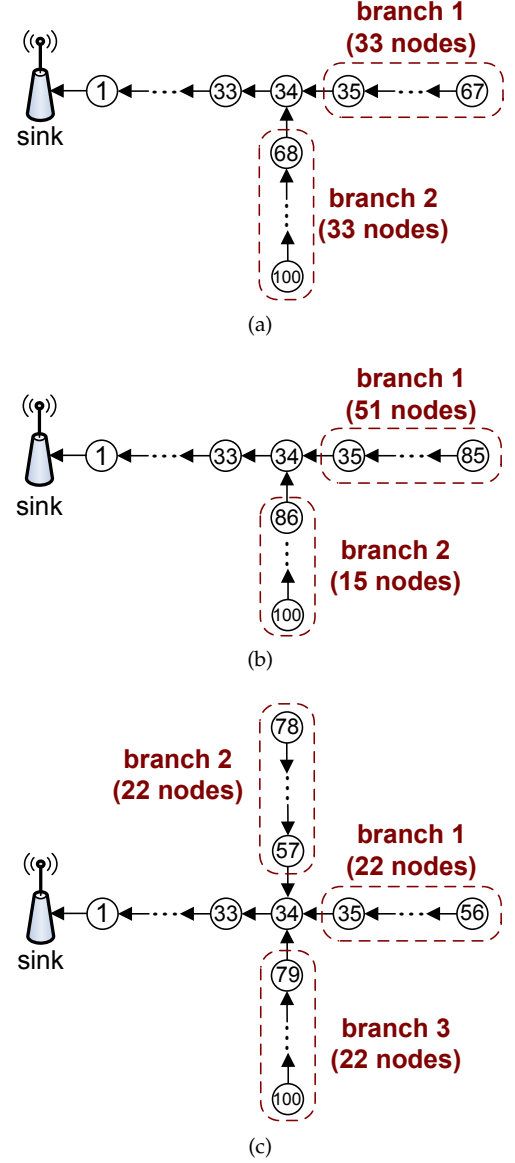 branch 1
(33 nodes)
1 ··· 33 34 35 ··· 67
sink
68
branch 2
(33 nodes)
100
(a)
branch 1
(51 nodes)
1 ··· 33 34 35 ··· 85
sink
86
branch 2
(15 nodes)
100
(b)
78
branch 2
(22 nodes)
57
branch 1
(22 nodes)
1 ··· 33 34 35 ··· 56
sink
79
branch 3
(22 nodes)
100
(c)